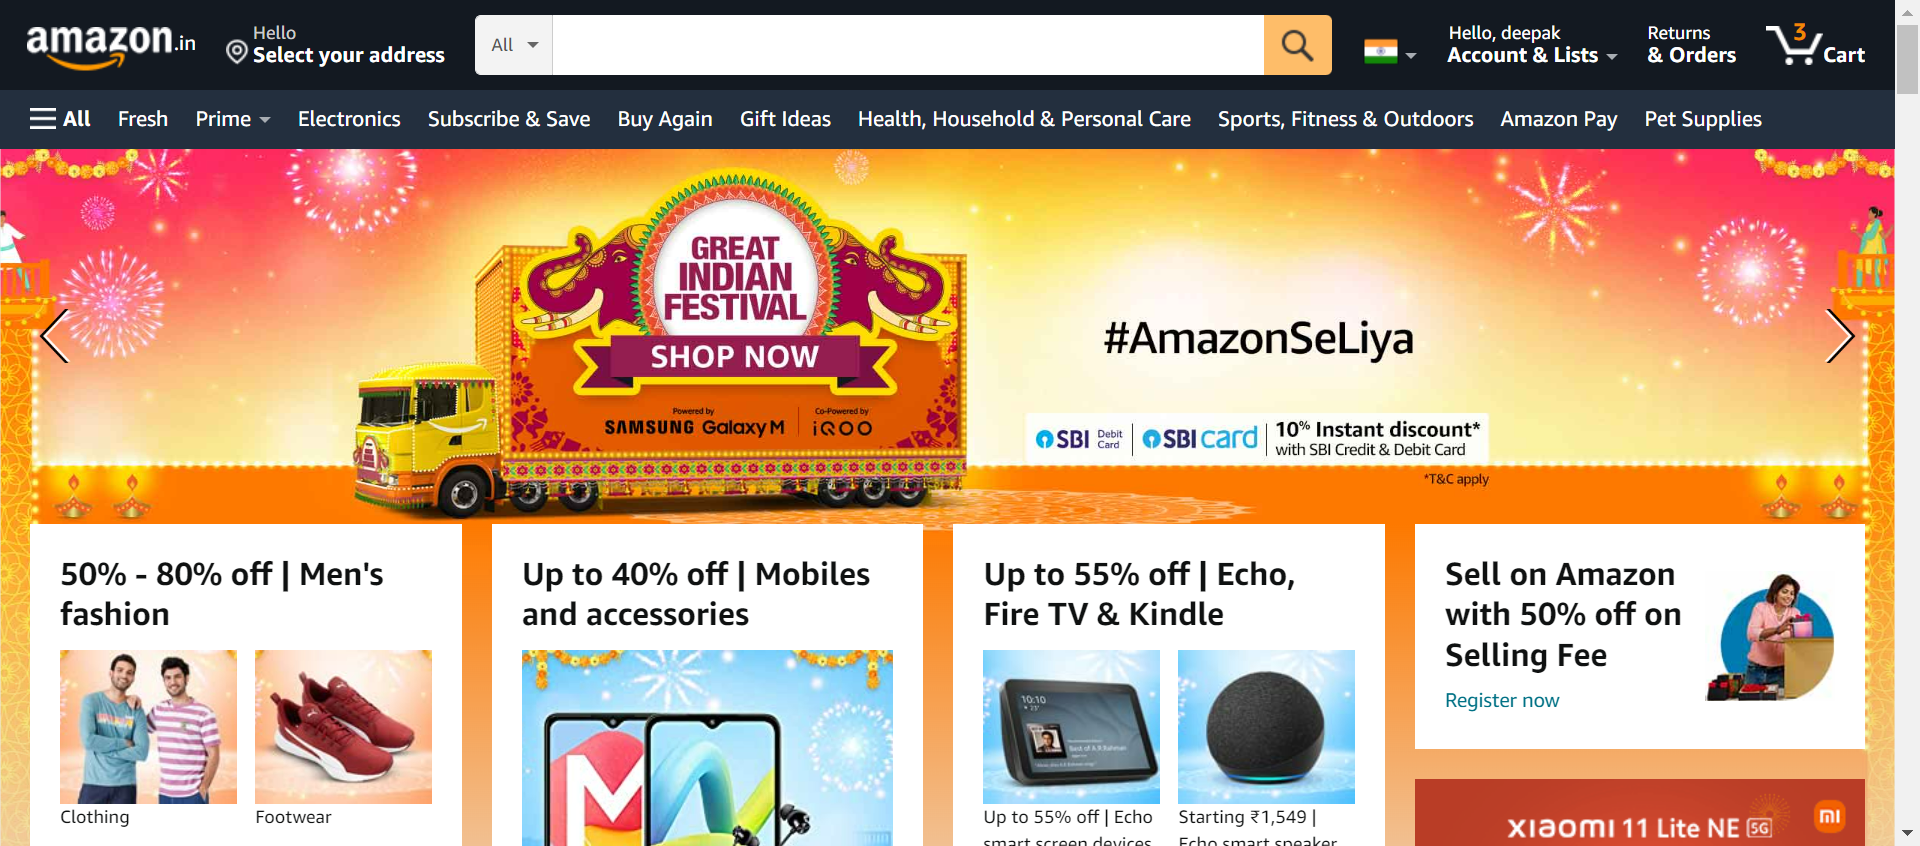 amazon.in
Hello
Select your address
All
Hello, deepak
Account & Lists
Returns
& Orders
3
Cart
All
Fresh
Prime
Electronics
Subscribe & Save
Buy Again
Gift Ideas
Health, Household & Personal Care
Sports, Fitness & Outdoors
Amazon Pay
Pet Supplies
GREAT
INDIAN
FESTIVAL
SHOP NOW
Powered by
SAMSUNG Galaxy M
Co-Powered by
iQOO
#AmazonSeLiya
SBI Debit Card
SBI card
10% Instant discount*
with SBI Credit & Debit Card
*T&C apply
50% - 80% off | Men's
fashion
Clothing
Footwear
Up to 40% off | Mobiles
and accessories
Up to 55% off | Echo,
Fire TV & Kindle
10:10
Best of A.R.Rahman
Up to 55% off | Echo
smart screen devices
Starting ₹1,549 |
Echo smart speaker
Sell on Amazon
with 50% off on
Selling Fee
Register now
xiaomi 11 Lite NE 5G
mi